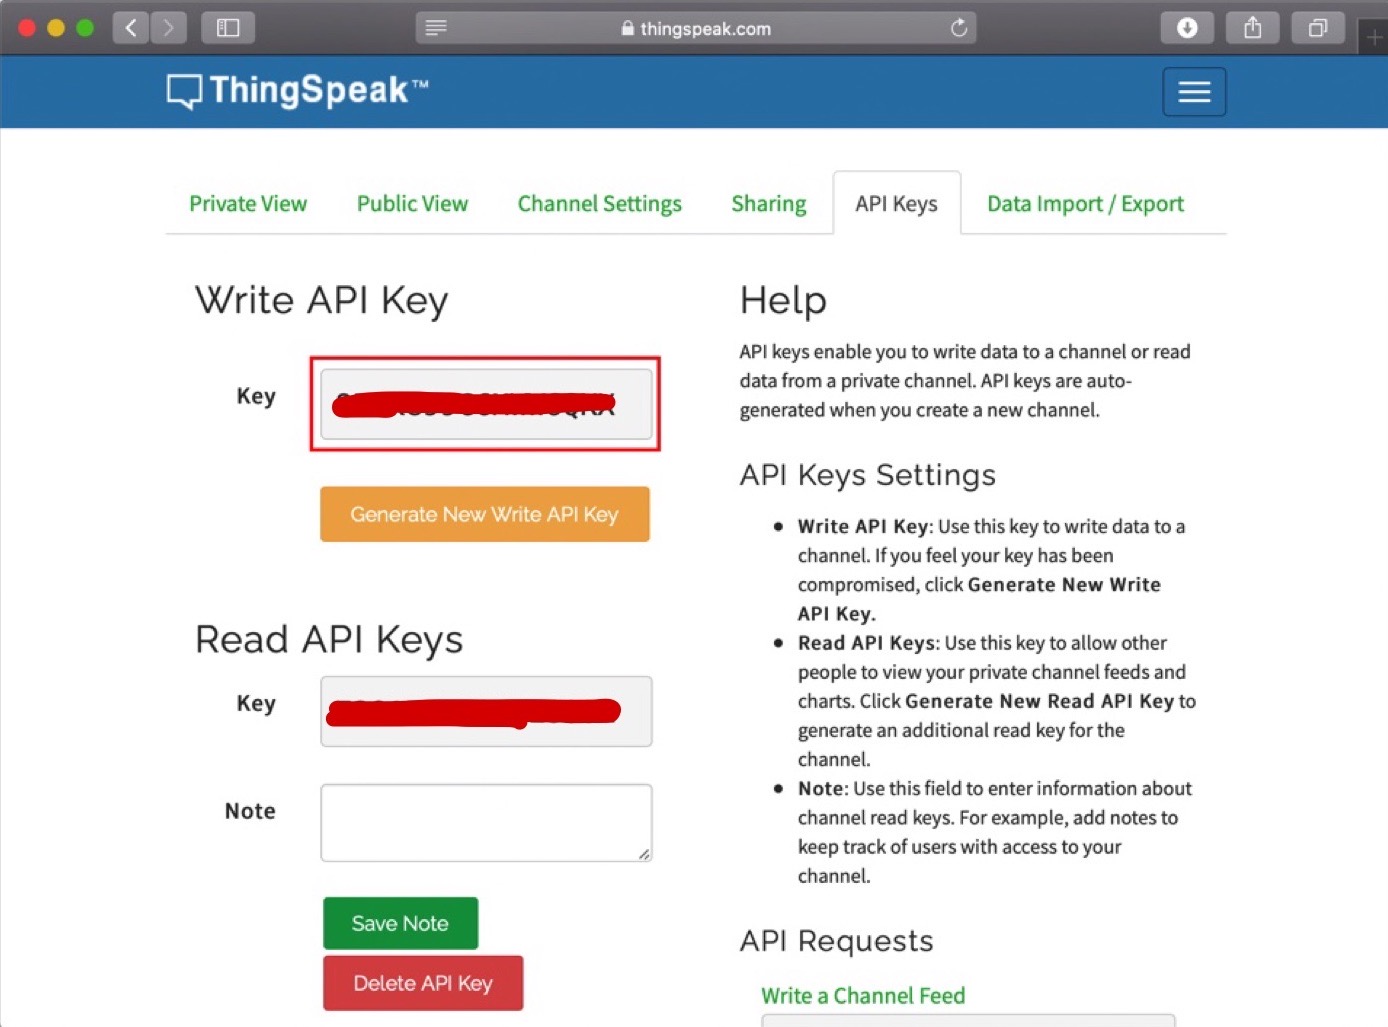 thingspeak.com
ThingSpeak™
Private View
Public View
Channel Settings
Sharing
API Keys
Data Import / Export
Write API Key
Key
Generate New Write API Key
Read API Keys
Key
Note
Save Note
Delete API Key
Help
API keys enable you to write data to a channel or read
data from a private channel. API keys are auto-
generated when you create a new channel.
API Keys Settings
Write API Key: Use this key to write data to a
channel. If you feel your key has been
compromised, click Generate New Write
API Key.
Read API Keys: Use this key to allow other
people to view your private channel feeds and
charts. Click Generate New Read API Key to
generate an additional read key for the
channel.
Note: Use this field to enter information about
channel read keys. For example, add notes to
keep track of users with access to your
channel.
API Requests
Write a Channel Feed